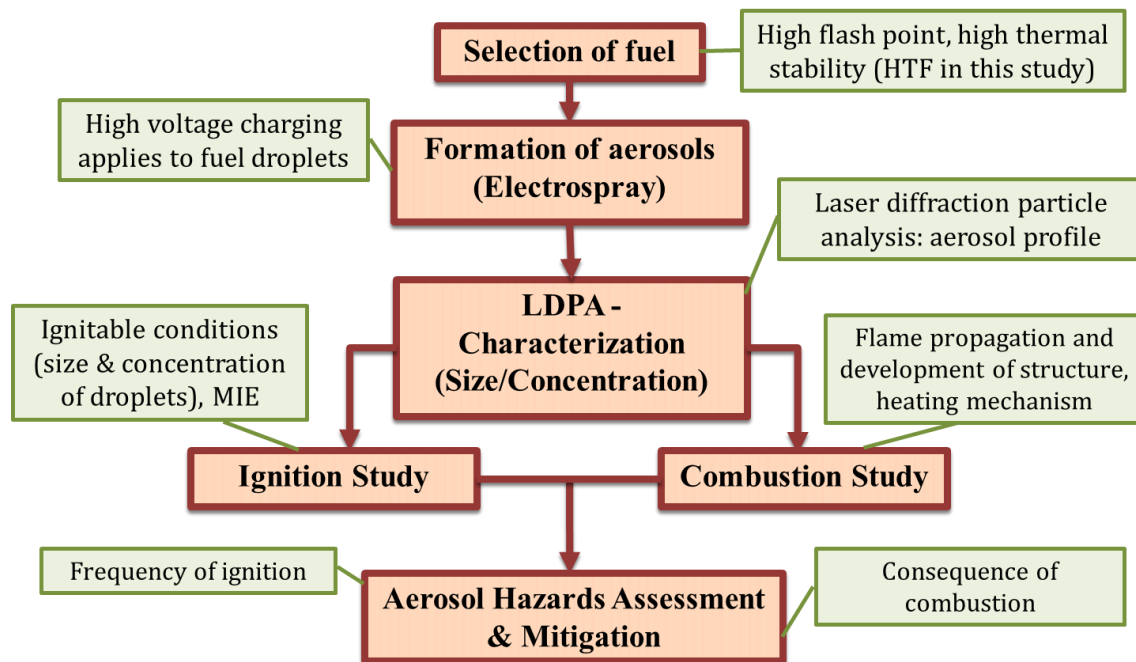 Selection of fuel
High flash point, high thermal
stability (HTF in this study)
High voltage charging
applies to fuel droplets
Formation of aerosols
(Electrospray)
Laser diffraction particle
analysis: aerosol profile
LDPA -
Characterization
(Size/Concentration)
Ignitable conditions
(size & concentration
of droplets), MIE
Flame propagation and
development of structure,
heating mechanism
Ignition Study
Combustion Study
Frequency of ignition
Aerosol Hazards Assessment
& Mitigation
Consequence of
combustion